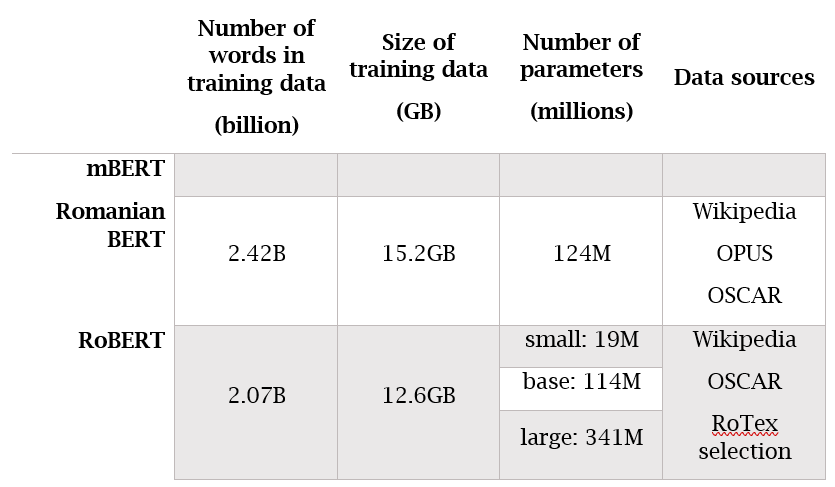 Number of
words in
training data
(billion)
Size of
training data
(GB)
Number of
parameters
(millions)
Data sources
mBERT
Romanian
BERT
2.42B
15.2GB
124M
Wikipedia
OPUS
OSCAR
RoBERT
2.07B
12.6GB
small: 19M
base: 114M
large: 341M
Wikipedia
OSCAR
RoTex
selection